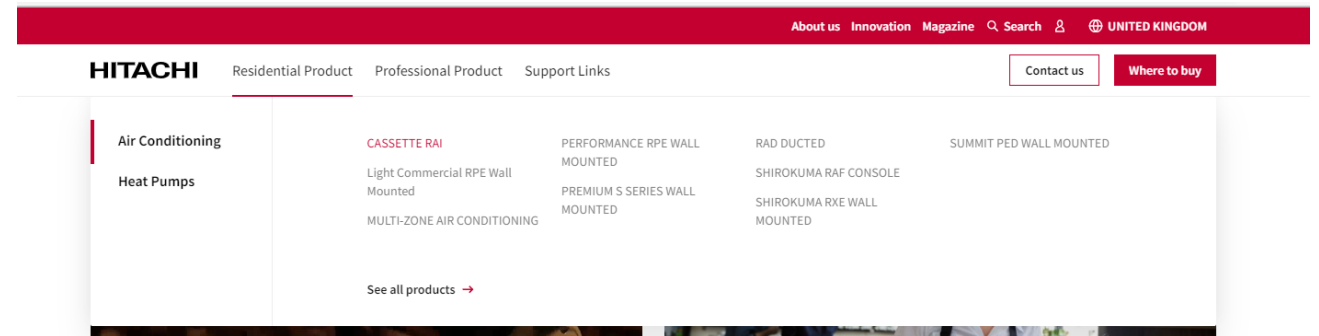 About us Innovation Magazine Search UNITED KINGDOM
HITACHI Residential Product Professional Product Support Links Contact us Where to buy
Air Conditioning
Heat Pumps
CASSETTE RAI
Light Commercial RPE Wall
Mounted
MULTI-ZONE AIR CONDITIONING
PERFORMANCE RPE WALL
MOUNTED
PREMIUM S SERIES WALL
MOUNTED
RAD DUCTED
SHIROKUMA RAF CONSOLE
SHIROKUMA RXE WALL
MOUNTED
SUMMIT PED WALL MOUNTED
See all products